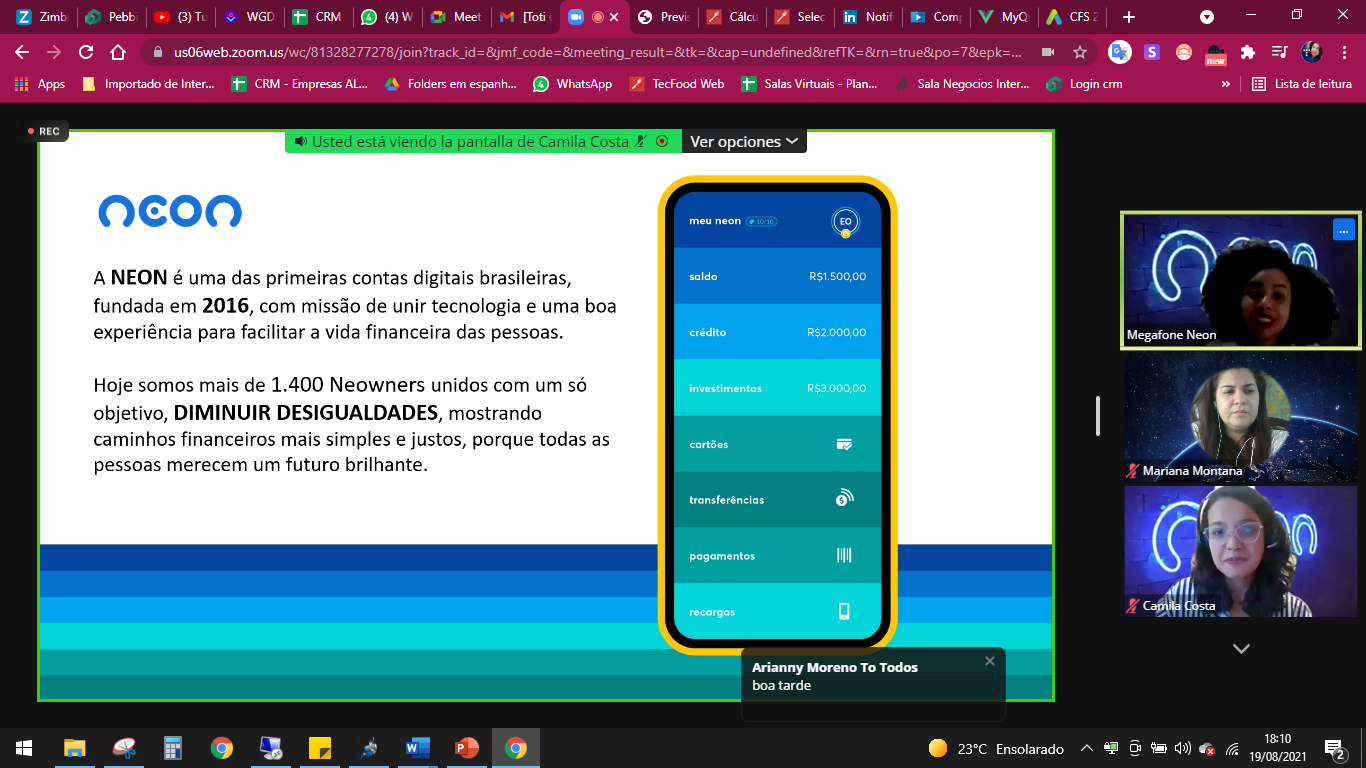 Zimb
Pebbl
(3) Tu
WGD
CRM
(4) W
Meet
[Toti e
Previs
Cálcu
Selec
Notif
Comp
MyQu
CFS 2
us06web.zoom.us/wc/81328277278/join?track_id=&jmf_code=&meeting_result=&tk=&cap=undefined&refTK=&rn=true&po=7&epk=...
new
Apps
Importado de Inter...
CRM - Empresas AL...
Folders em espanh...
WhatsApp
TecFood Web
Salas Virtuais - Plan...
Sala Negocios Inter...
Login crm
»
Lista de leitura
REC
Usted está viendo la pantalla de Camila Costa
Ver opciones
neon
A NEON é uma das primeiras contas digitais brasileiras,
fundada em 2016, com missão de unir tecnologia e uma boa
experiência para facilitar a vida financeira das pessoas.
Hoje somos mais de 1.400 Neowners unidos com um só
objetivo, DIMINUIR DESIGUALDADES, mostrando
caminhos financeiros mais simples e justos, porque todas as
pessoas merecem um futuro brilhante.
meu neon 10/10 EO
saldo R$1.500,00
crédito R$2.000,00
investimentos R$3.000,00
cartões
transferências
pagamentos
recargas
Arianny Moreno To Todos
boa tarde
Megafone Neon
Mariana Montana
Camila Costa
23°C Ensolarado
18:10
19/08/2021
2